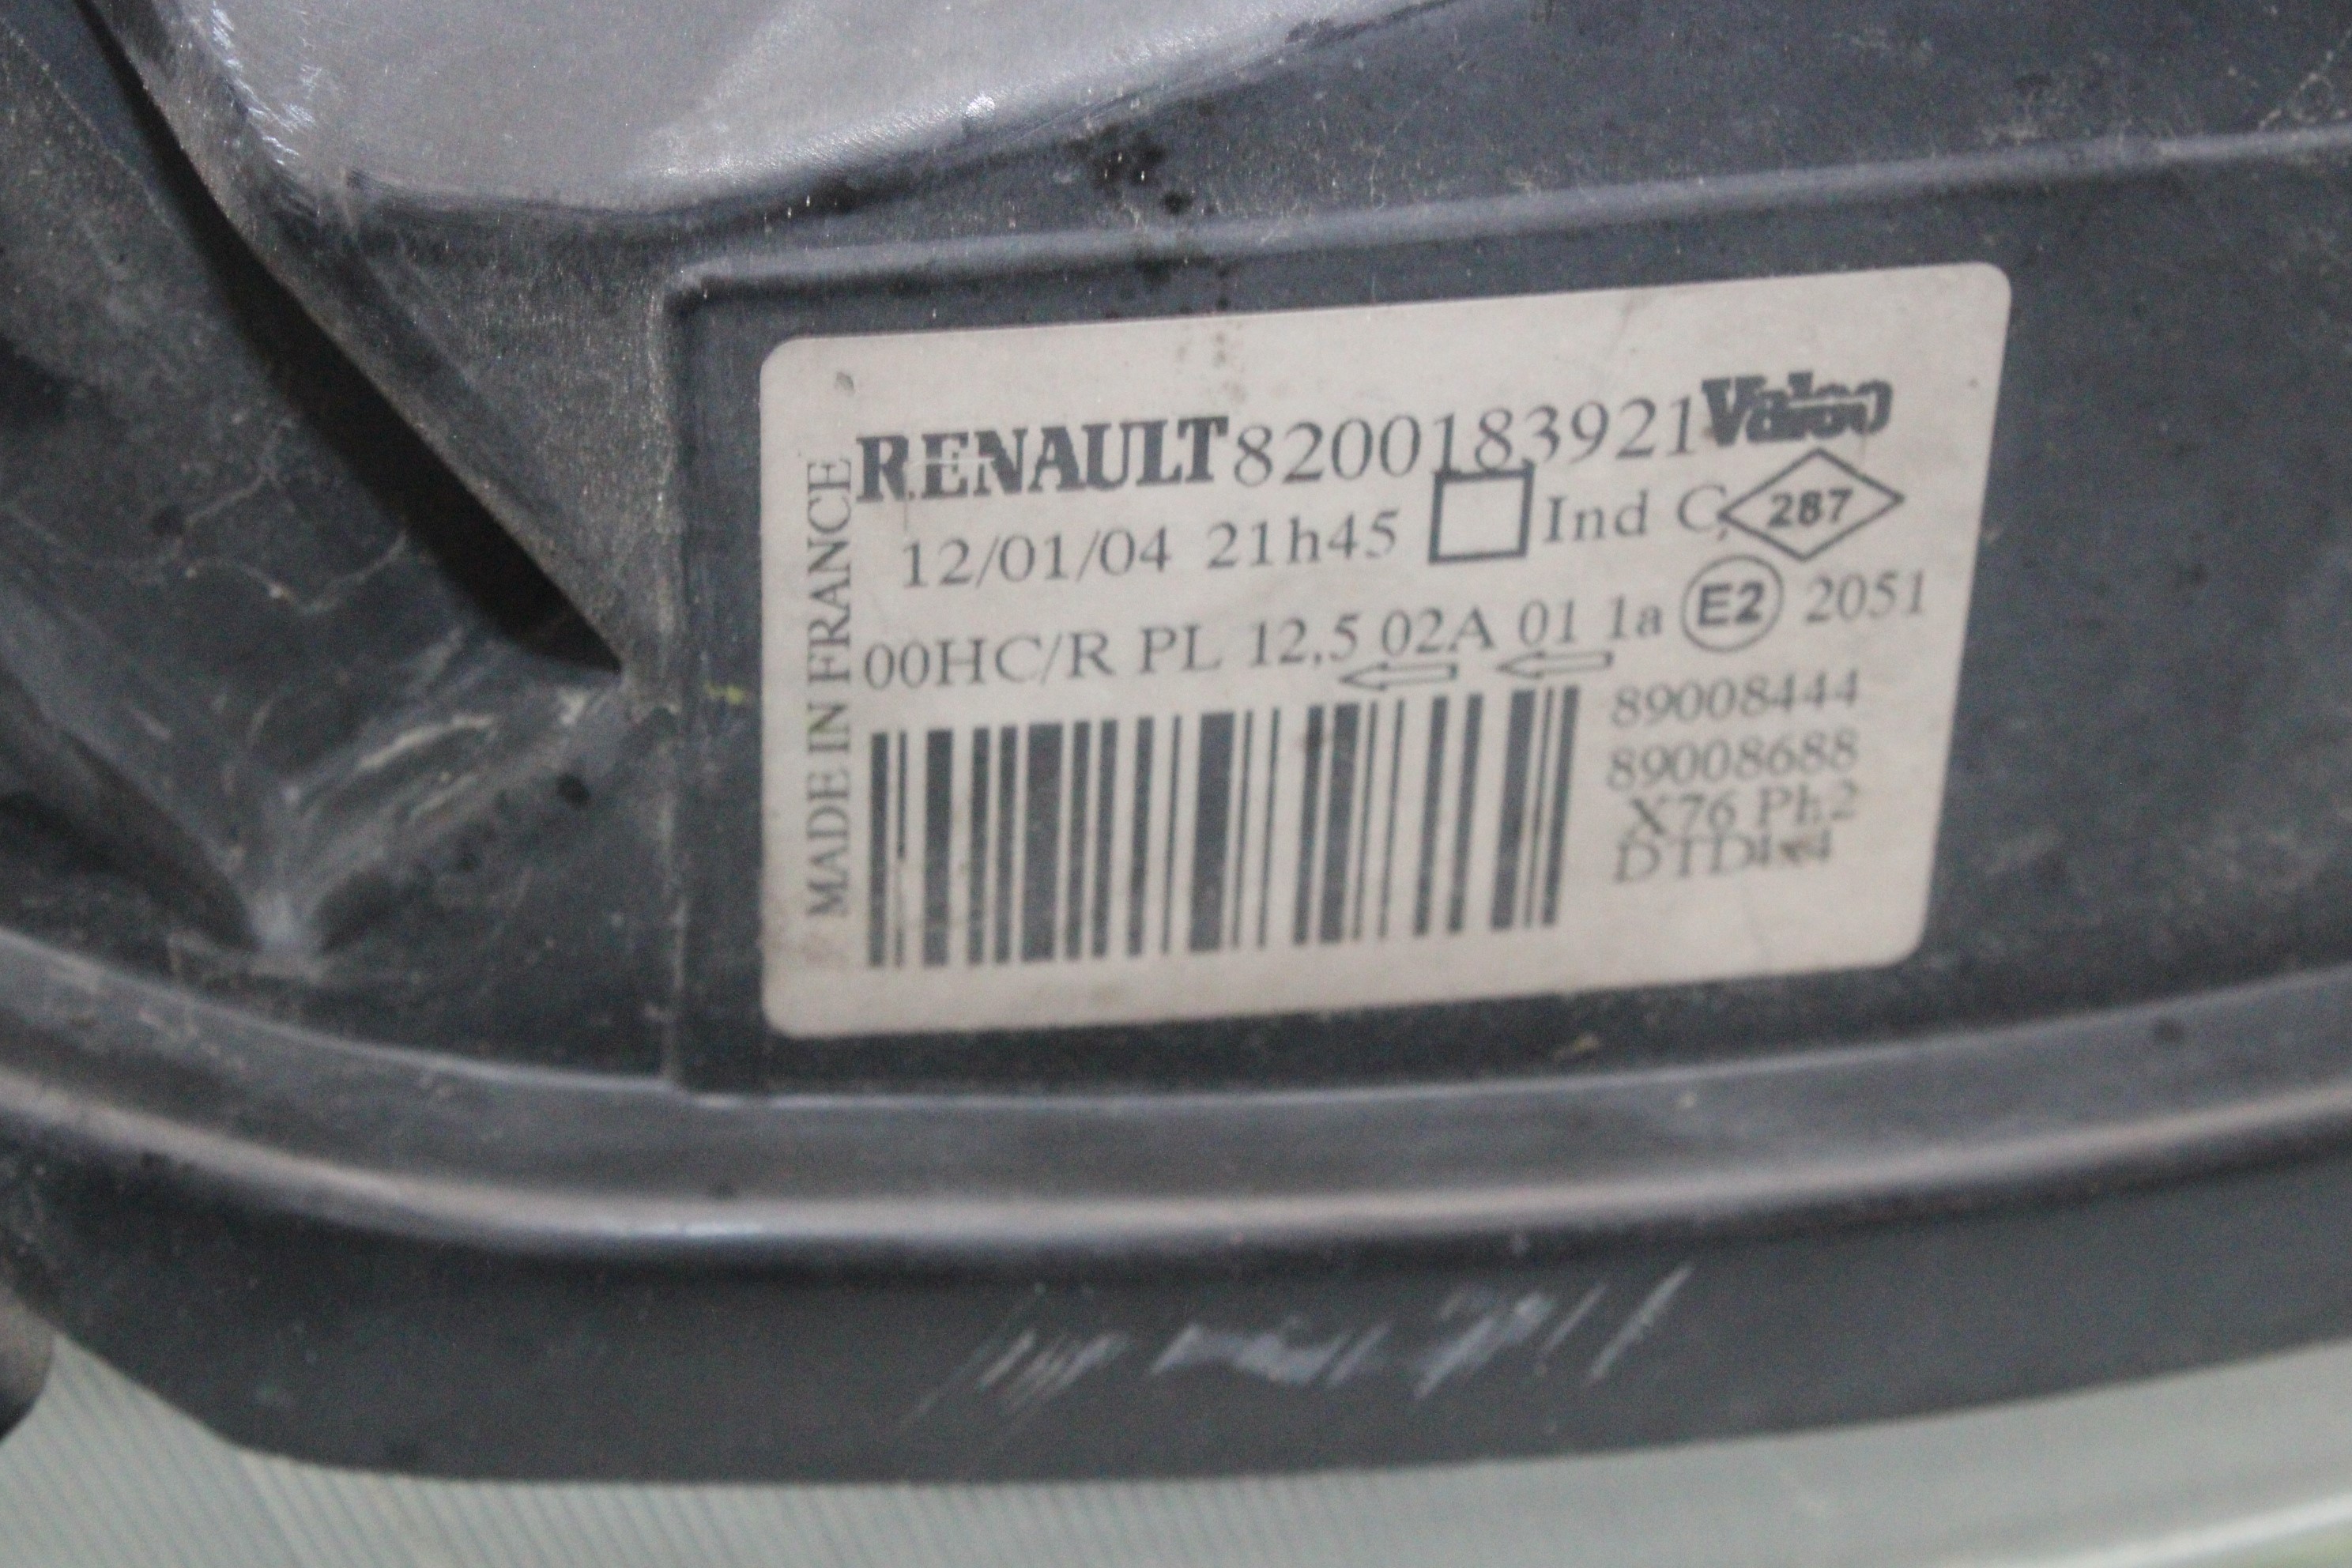 RENAULT 8200183921 Valeo
12/01/04 21h45 Ind C, 287
00HC/R PL 12,5 02A 01 1a E2 2051
MADE IN FRANCE
89008444
89008688
X76 Ph2
DTD4x4